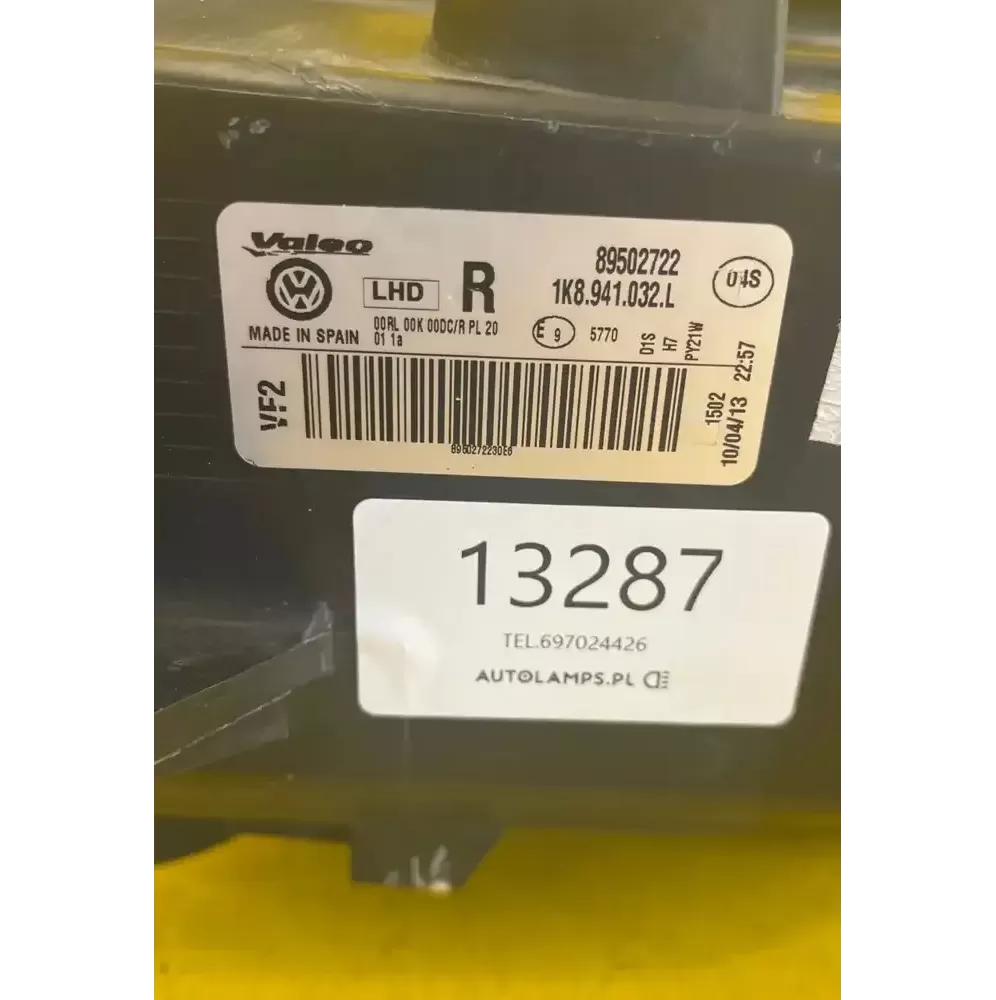 Valeo
89502722
LHD R 1K8.941.032.L 04S
MADE IN SPAIN
00RL 00K 00DC/R PL 20
01 1a
E 9 5770
D1S
H7
PY21W
VF2
1502
10/04/13 22:57
8950272230E6
13287
TEL.697024426
AUTOLAMPS.PL